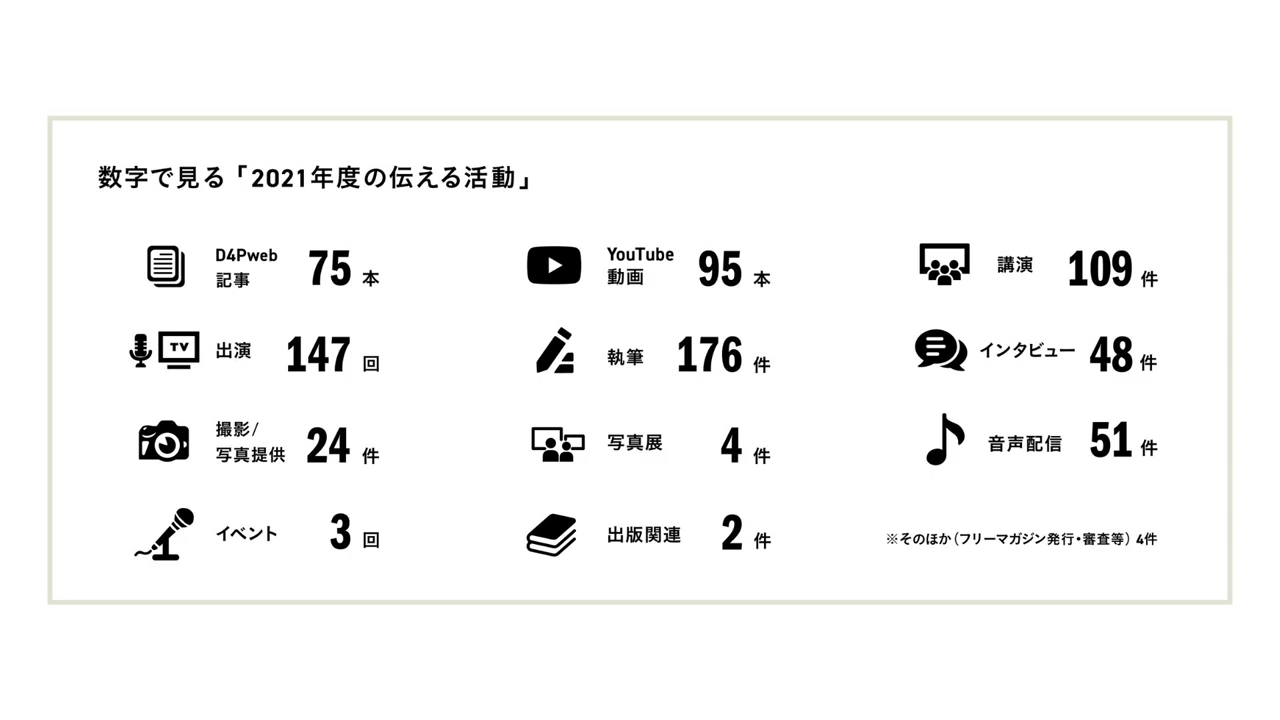 数字で見る「2021年度の伝える活動」
D4Pweb
記事 75 本
YouTube
動画 95 本
講演 109 件
TV
出演 147 回
執筆 176 件
インタビュー 48 件
撮影/
写真提供 24 件
写真展 4 件
音声配信 51 件
イベント 3 回
出版関連 2 件
※そのほか(フリーマガジン発行・審査等) 4件